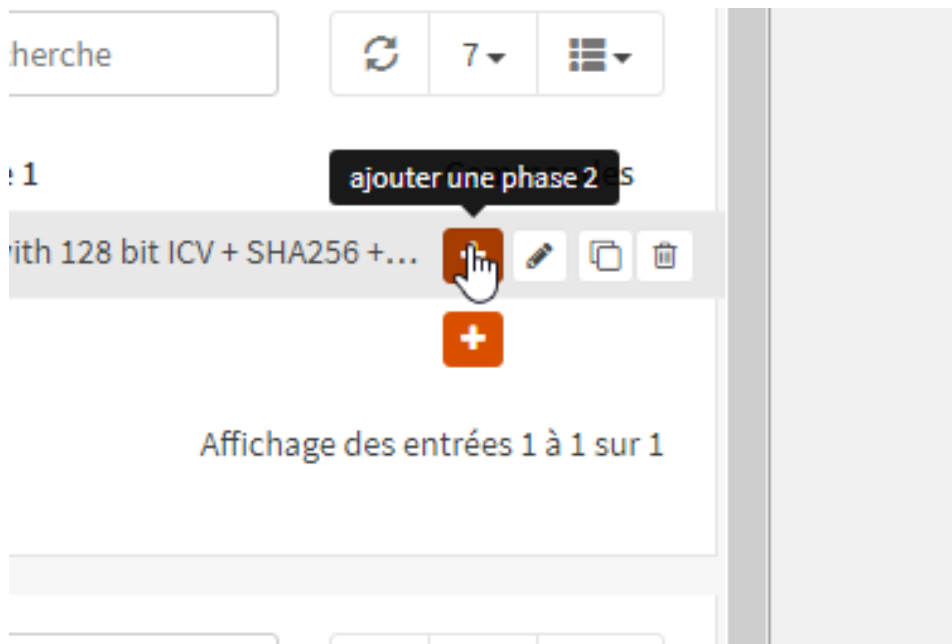 herche
7
e 1
ajouter une phase 2
ith 128 bit ICV + SHA256 +...
Affichage des entrées 1 à 1 sur 1